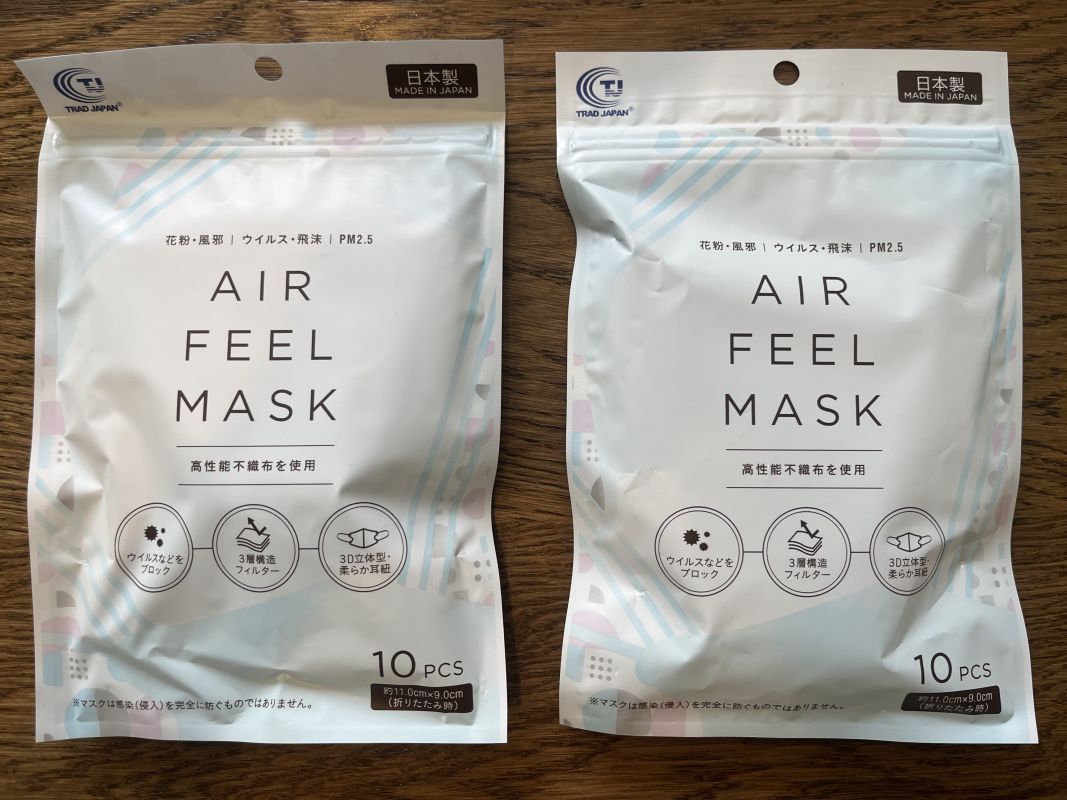 TJ
TRAD JAPAN®
日本製
MADE IN JAPAN
花粉・風邪 | ウイルス・飛沫 | PM2.5
AIR
FEEL
MASK
高性能不織布を使用
ウイルスなどを
ブロック
3層構造
フィルター
3D立体型・
柔らか耳紐
10 PCS
約11.0cm×9.0cm
(折りたたみ時)
※マスクは感染(侵入)を完全に防ぐものではありません。
TJ
TRAD JAPAN®
日本製
MADE IN JAPAN
花粉・風邪 | ウイルス・飛沫 | PM2.5
AIR
FEEL
MASK
高性能不織布を使用
ウイルスなどを
ブロック
3層構造
フィルター
3D立体型・
柔らか耳紐
10 PCS
約11.0cm×9.0cm
(折りたたみ時)
※マスクは感染(侵入)を完全に防ぐものではありません。